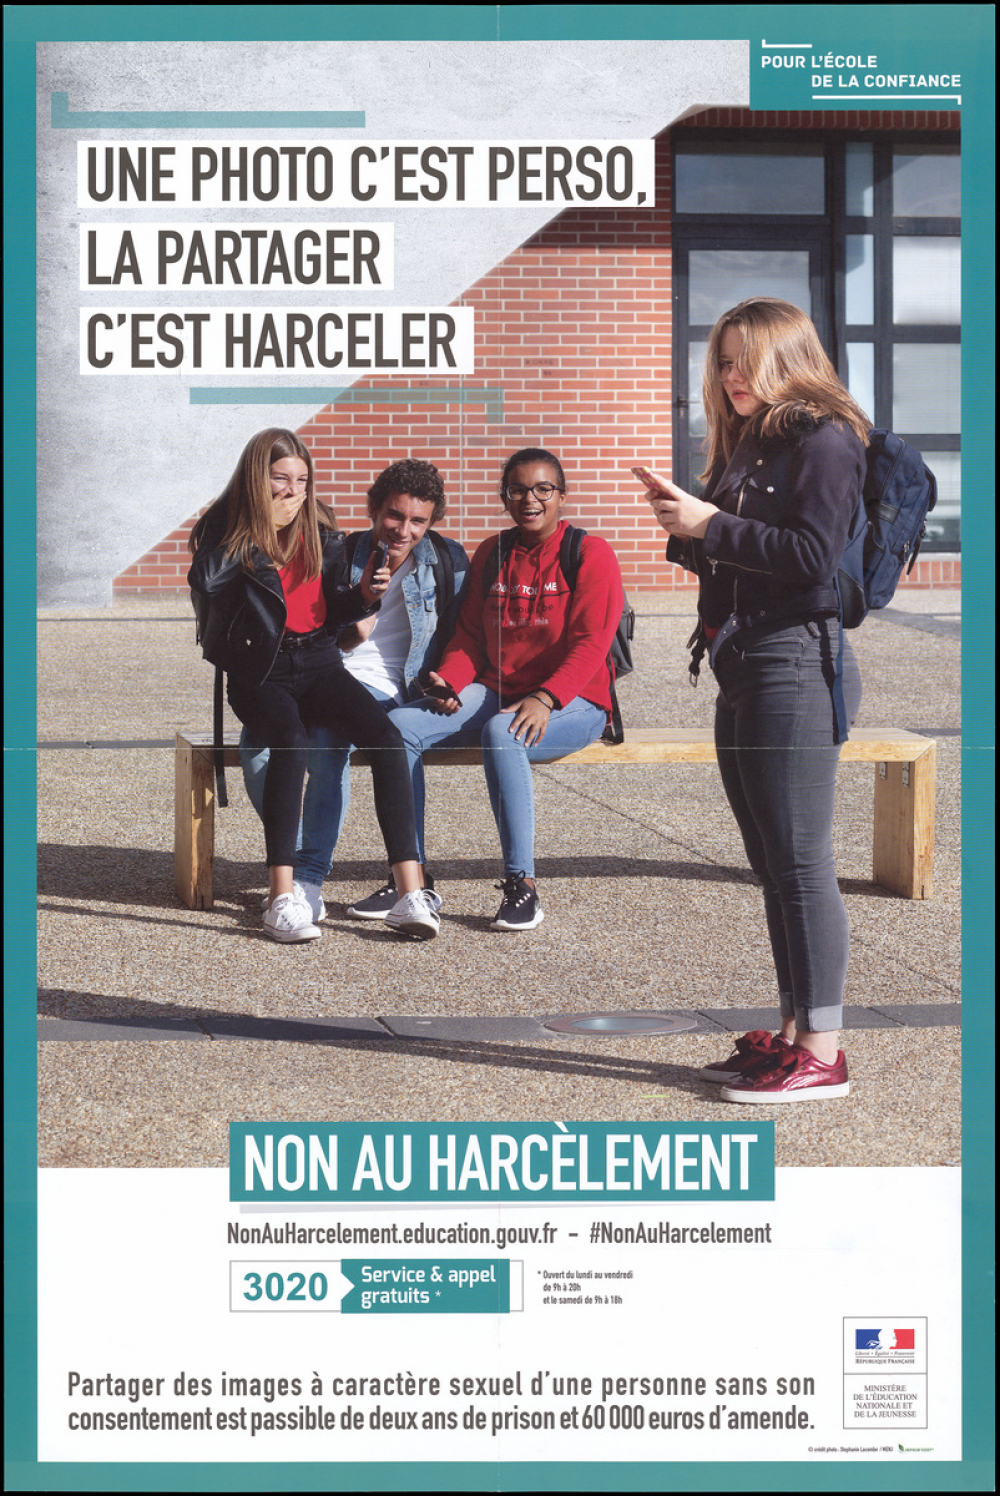 POUR L'ÉCOLE
DE LA CONFIANCE
UNE PHOTO C'EST PERSO,
LA PARTAGER
C'EST HARCELER
NON AU HARCÈLEMENT
NonAuHarcelement.education.gouv.fr - #NonAuHarcelement
3020
Service & appel
gratuits *
* Ouvert du lundi au vendredi
de 9h à 20h
et le samedi de 9h à 18h
Liberté • Égalité • Fraternité
RÉPUBLIQUE FRANÇAISE
MINISTÈRE
DE L'ÉDUCATION
NATIONALE ET
DE LA JEUNESSE
Partager des images à caractère sexuel d'une personne sans son
consentement est passible de deux ans de prison et 60 000 euros d'amende.
© crédit photo : Stephanie Lacombe / MENJ